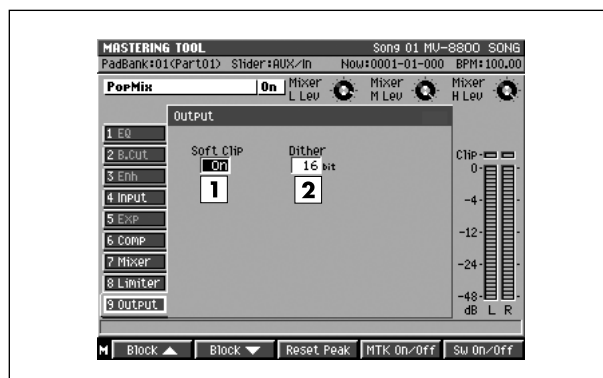 MASTERING TOOL Song 01 MV-8800 SONG
PadBank:01(Part01) Slider:AUX/In Now:0001-01-000 BPM:100.00
PopMix On Mixer L Lev Mixer M Lev Mixer H Lev
Output
1 EQ
2 B.Cut
3 Enh
4 Input
5 Exp
6 Comp
7 Mixer
8 Limiter
9 Output
Soft Clip Dither
On 16 bit
1 2
Clip
0
-4
-12
-24
-48
dB L R
M Block ▲ Block ▼ Reset Peak MTK On/Off SW On/Off